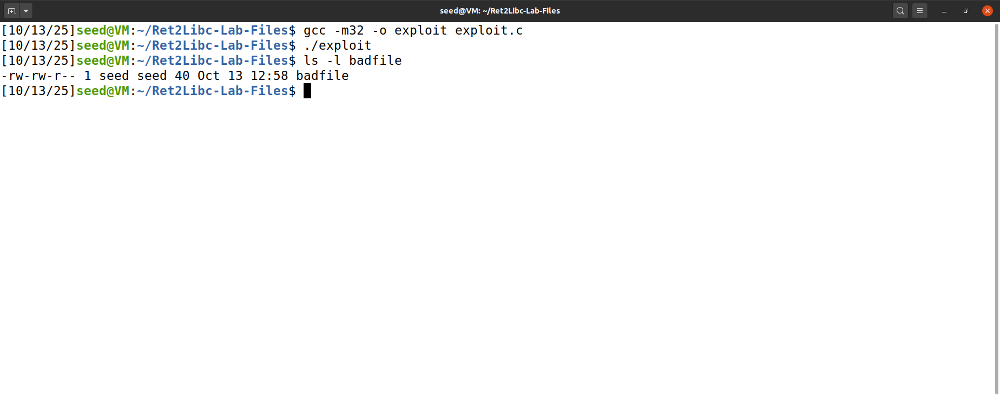 seed@VM: ~/Ret2Libc-Lab-Files
[10/13/25]seed@VM:~/Ret2Libc-Lab-Files$ gcc -m32 -o exploit exploit.c
[10/13/25]seed@VM:~/Ret2Libc-Lab-Files$ ./exploit
[10/13/25]seed@VM:~/Ret2Libc-Lab-Files$ ls -l badfile
-rw-rw-r-- 1 seed seed 40 Oct 13 12:58 badfile
[10/13/25]seed@VM:~/Ret2Libc-Lab-Files$